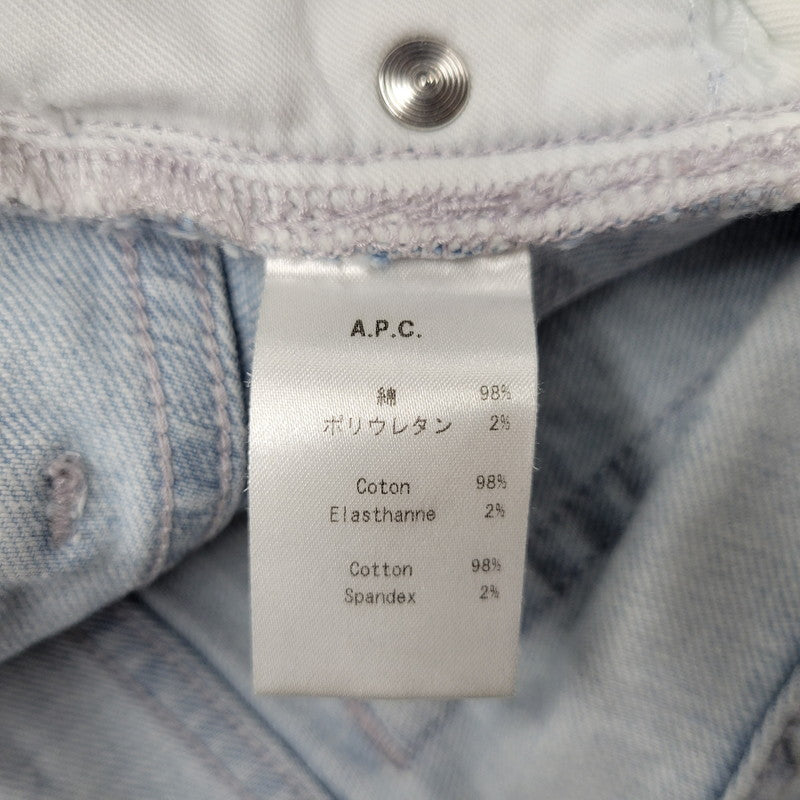 A.P.C.
綿 98%
ポリウレタン 2%
Coton 98%
Elasthanne 2%
Cotton 98%
Spandex 2%